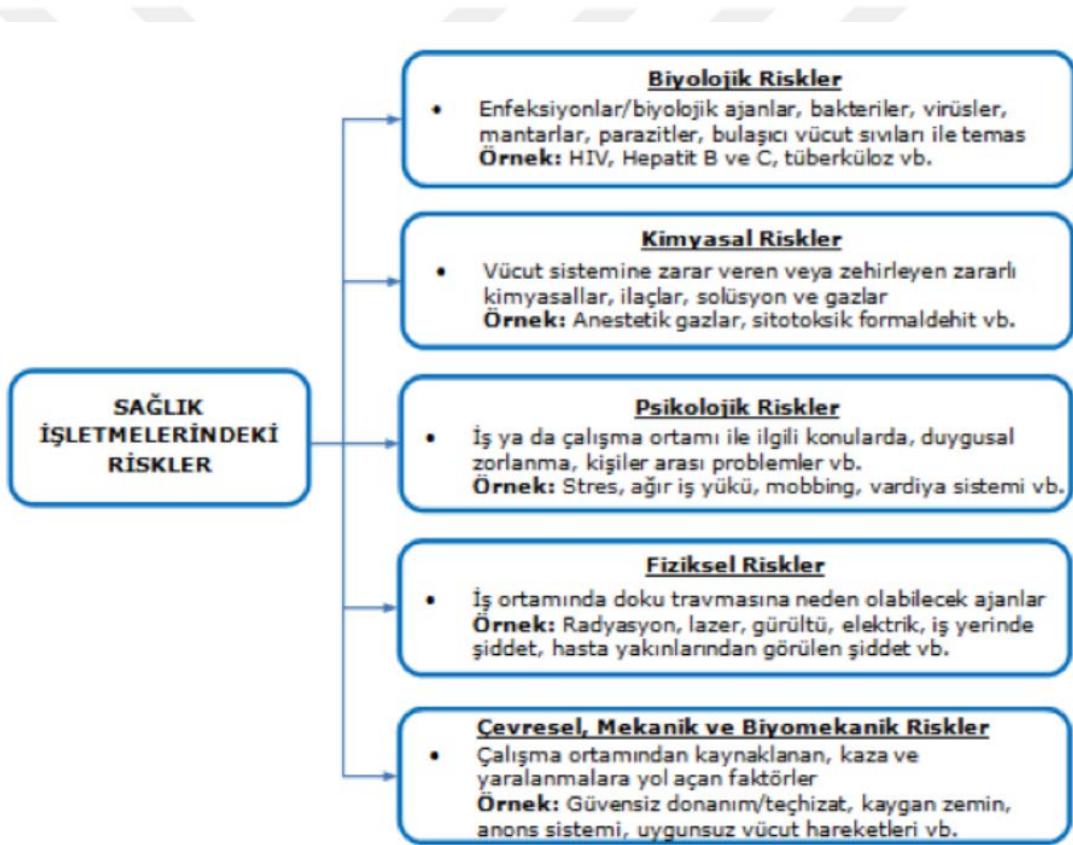 Biyolojik Riskler
• Enfeksiyonlar/biyolojik ajanlar, bakteriler, virüsler,
mantarlar, parazitler, bulaşıcı vücut sıvıları ile temas
Örnek: HIV, Hepatit B ve C, tüberküloz vb.
Kimyasal Riskler
• Vücut sistemine zarar veren veya zehirleyen zararlı
kimyasallar, ilaçlar, solüsyon ve gazlar
Örnek: Anestetik gazlar, sitotoksik formaldehit vb.
SAĞLIK
İŞLETMELERİNDEKİ
RİSKLER
Psikolojik Riskler
• İş ya da çalışma ortamı ile ilgili konularda, duygusal
zorlanma, kişiler arası problemler vb.
Örnek: Stres, ağır iş yükü, mobbing, vardiya sistemi vb.
Fiziksel Riskler
• İş ortamında doku travmasına neden olabilecek ajanlar
Örnek: Radyasyon, lazer, gürültü, elektrik, iş yerinde
şiddet, hasta yakınlarından görülen şiddet vb.
Çevresel, Mekanik ve Biyomekanik Riskler
• Çalışma ortamından kaynaklanan, kaza ve
yaralanmalara yol açan faktörler
Örnek: Güvensiz donanım/teçhizat, kaygan zemin,
anons sistemi, uygunsuz vücut hareketleri vb.